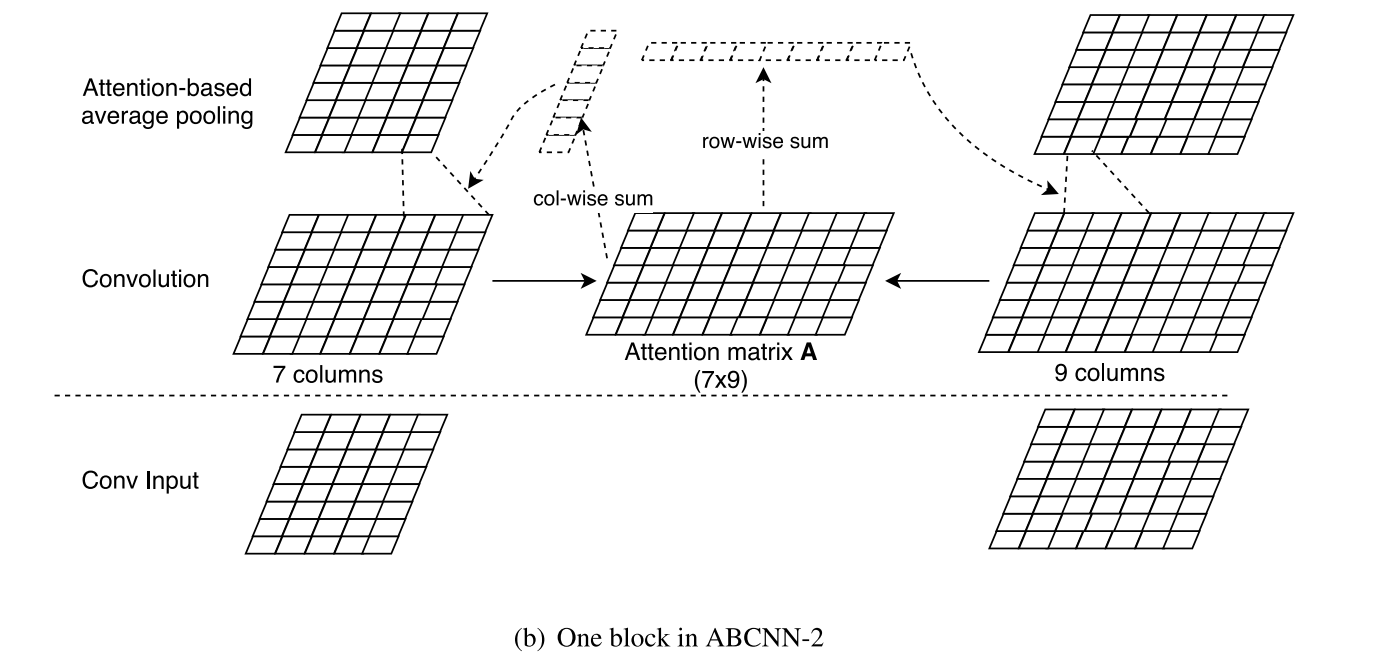 Attention-based
average pooling
row-wise sum
col-wise sum
Convolution
Attention matrix A
(7x9)
7 columns
9 columns
Conv Input
(b) One block in ABCNN-2